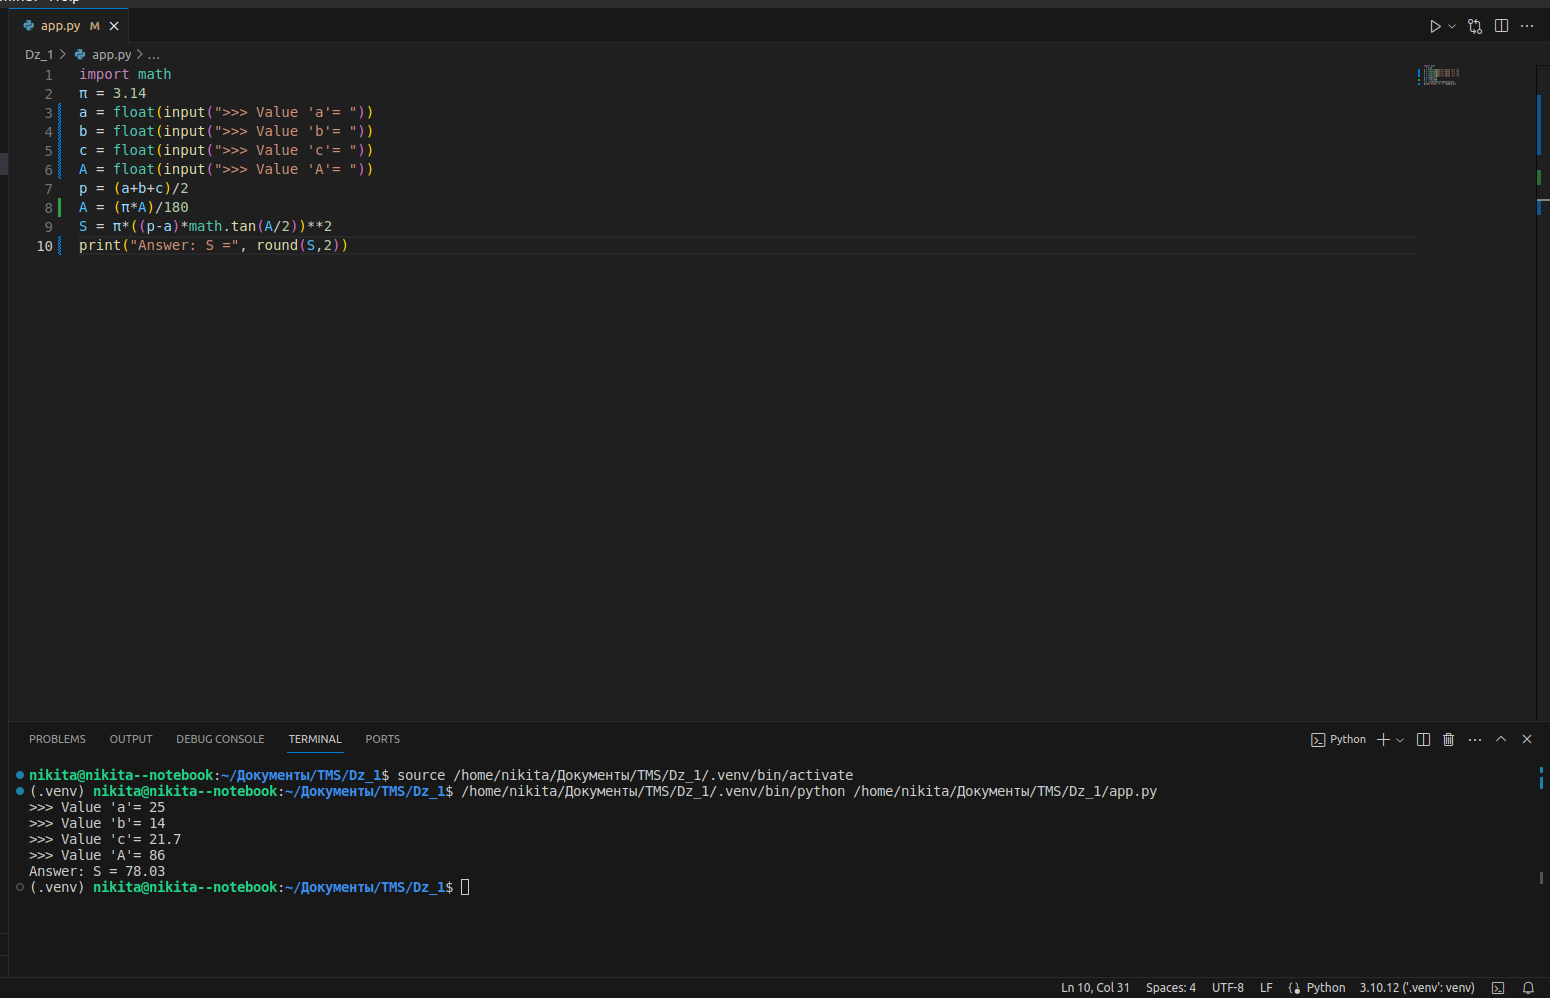 app.py M
Dz_1 > app.py > ...
1 import math
2 π = 3.14
3 a = float(input(">>> Value 'a'= "))
4 b = float(input(">>> Value 'b'= "))
5 c = float(input(">>> Value 'c'= "))
6 A = float(input(">>> Value 'A'= "))
7 p = (a+b+c)/2
8 A = (π*A)/180
9 S = π*((p-a)*math.tan(A/2))**2
10 print("Answer: S =", round(S,2))
PROBLEMS OUTPUT DEBUG CONSOLE TERMINAL PORTS Python
nikita@nikita--notebook:~/Документы/TMS/Dz_1$ source /home/nikita/Документы/TMS/Dz_1/.venv/bin/activate
(.venv) nikita@nikita--notebook:~/Документы/TMS/Dz_1$ /home/nikita/Документы/TMS/Dz_1/.venv/bin/python /home/nikita/Документы/TMS/Dz_1/app.py
>>> Value 'a'= 25
>>> Value 'b'= 14
>>> Value 'c'= 21.7
>>> Value 'A'= 86
Answer: S = 78.03
(.venv) nikita@nikita--notebook:~/Документы/TMS/Dz_1$
Ln 10, Col 31 Spaces: 4 UTF-8 LF Python 3.10.12 ('.venv': venv)